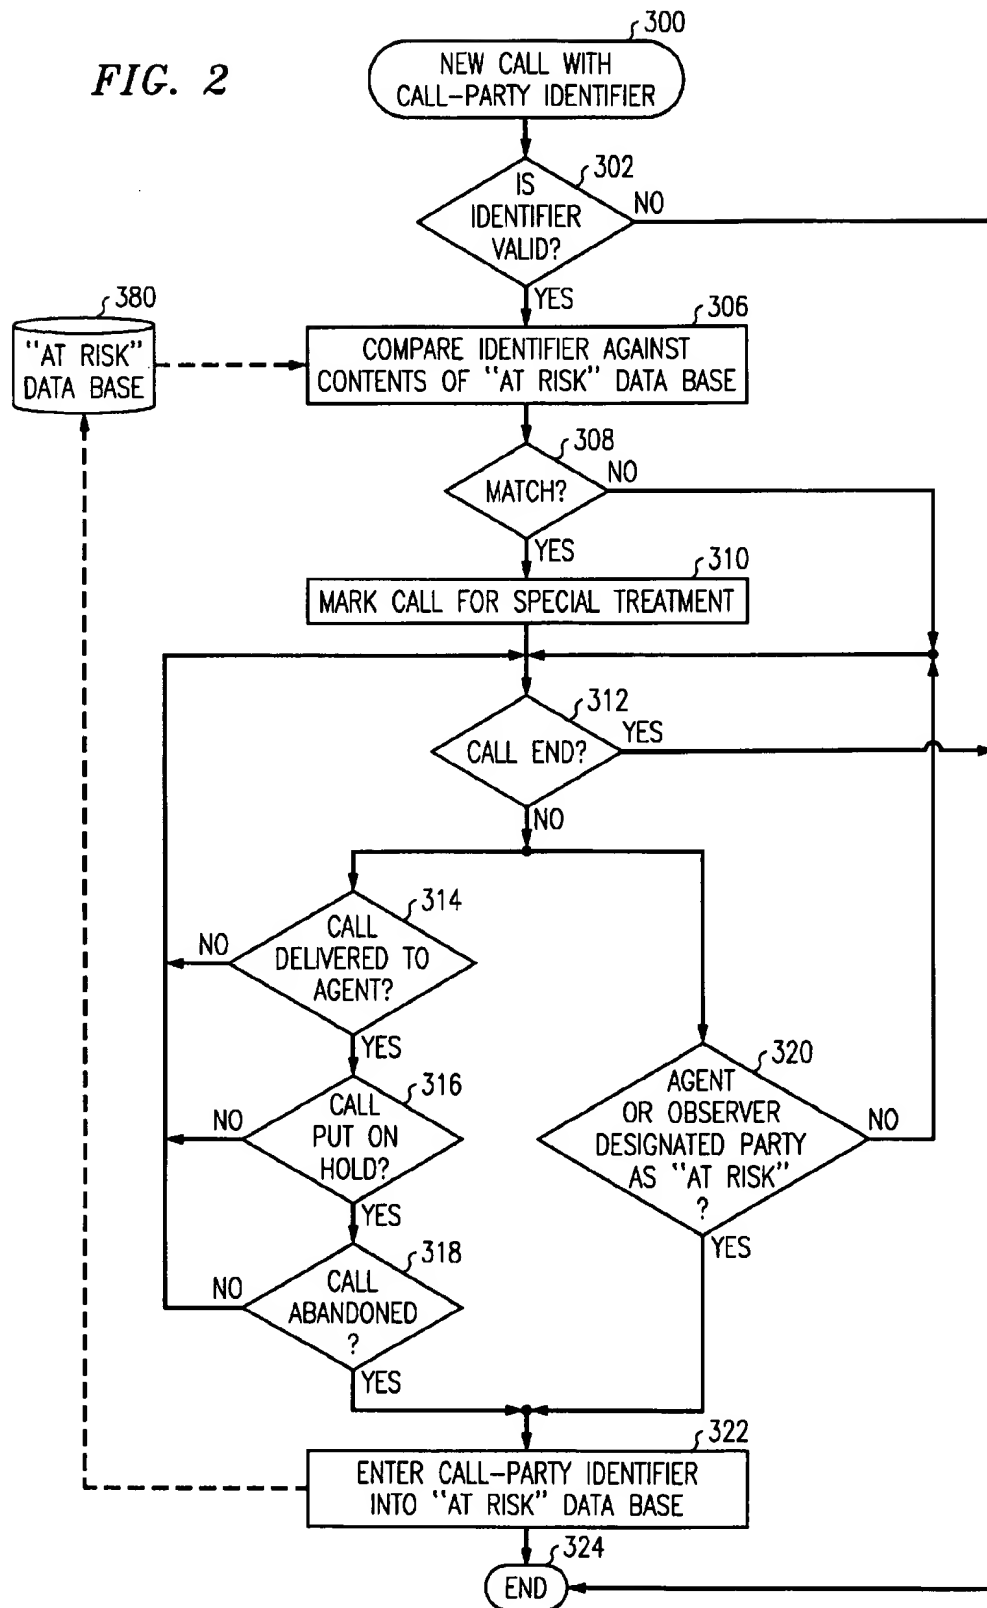 FIG. 2
300
NEW CALL WITH
CALL-PARTY IDENTIFIER
302
IS
IDENTIFIER
VALID?
NO
YES
380
"AT RISK"
DATA BASE
306
COMPARE IDENTIFIER AGAINST
CONTENTS OF "AT RISK" DATA BASE
308
MATCH?
NO
YES
310
MARK CALL FOR SPECIAL TREATMENT
312
CALL END?
YES
NO
314
CALL
DELIVERED TO
AGENT?
NO
YES
316
CALL
PUT ON
HOLD?
NO
YES
318
CALL
ABANDONED
?
NO
YES
320
AGENT
OR OBSERVER
DESIGNATED PARTY
AS "AT RISK"
?
NO
YES
322
ENTER CALL-PARTY IDENTIFIER
INTO "AT RISK" DATA BASE
324
END